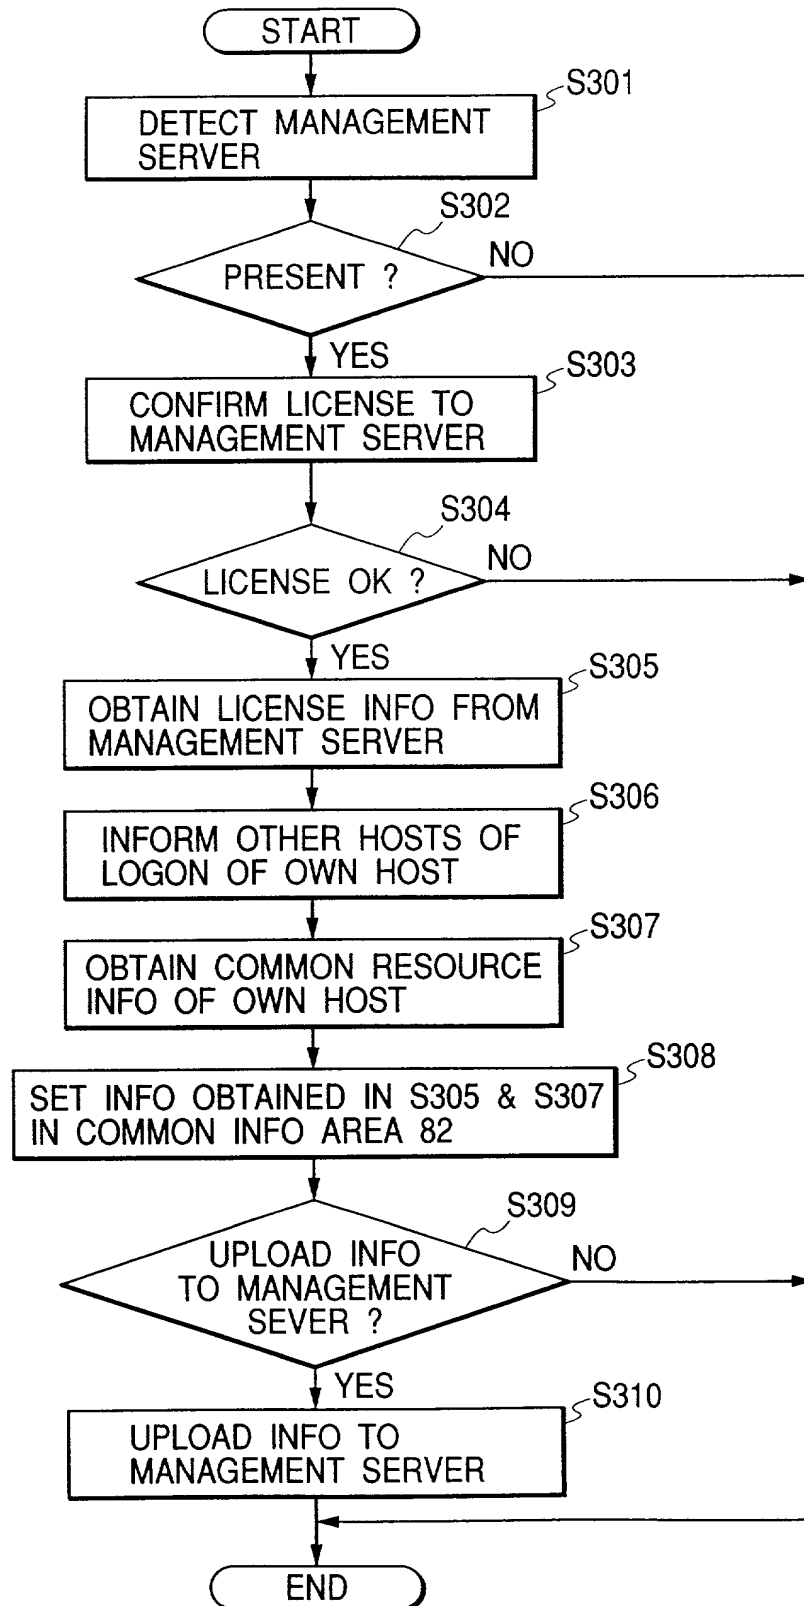 START
S301
DETECT MANAGEMENT
SERVER
S302
PRESENT ?
NO
YES
S303
CONFIRM LICENSE TO
MANAGEMENT SERVER
S304
LICENSE OK ?
NO
YES
S305
OBTAIN LICENSE INFO FROM
MANAGEMENT SERVER
S306
INFORM OTHER HOSTS OF
LOGON OF OWN HOST
S307
OBTAIN COMMON RESOURCE
INFO OF OWN HOST
S308
SET INFO OBTAINED IN S305 & S307
IN COMMON INFO AREA 82
S309
UPLOAD INFO
TO MANAGEMENT
SEVER ?
NO
YES
S310
UPLOAD INFO TO
MANAGEMENT SERVER
END